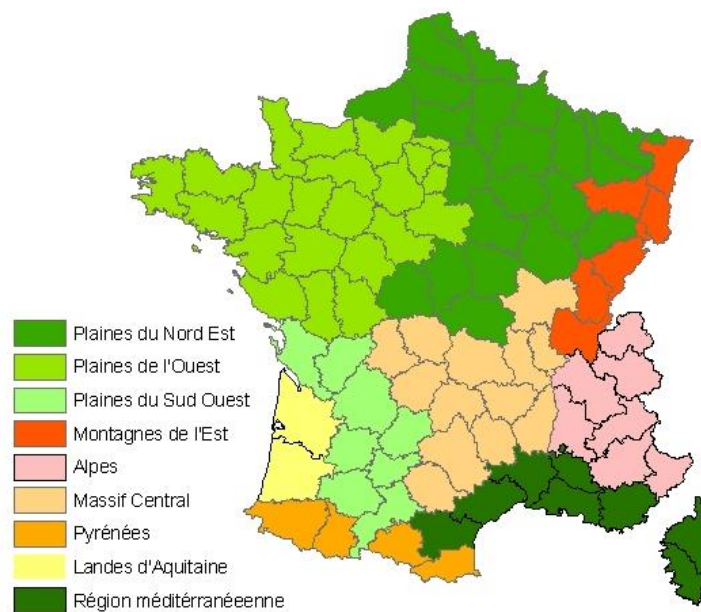 Plaines du Nord Est
Plaines de l'Ouest
Plaines du Sud Ouest
Montagnes de l'Est
Alpes
Massif Central
Pyrénées
Landes d'Aquitaine
Région méditérranéeenne